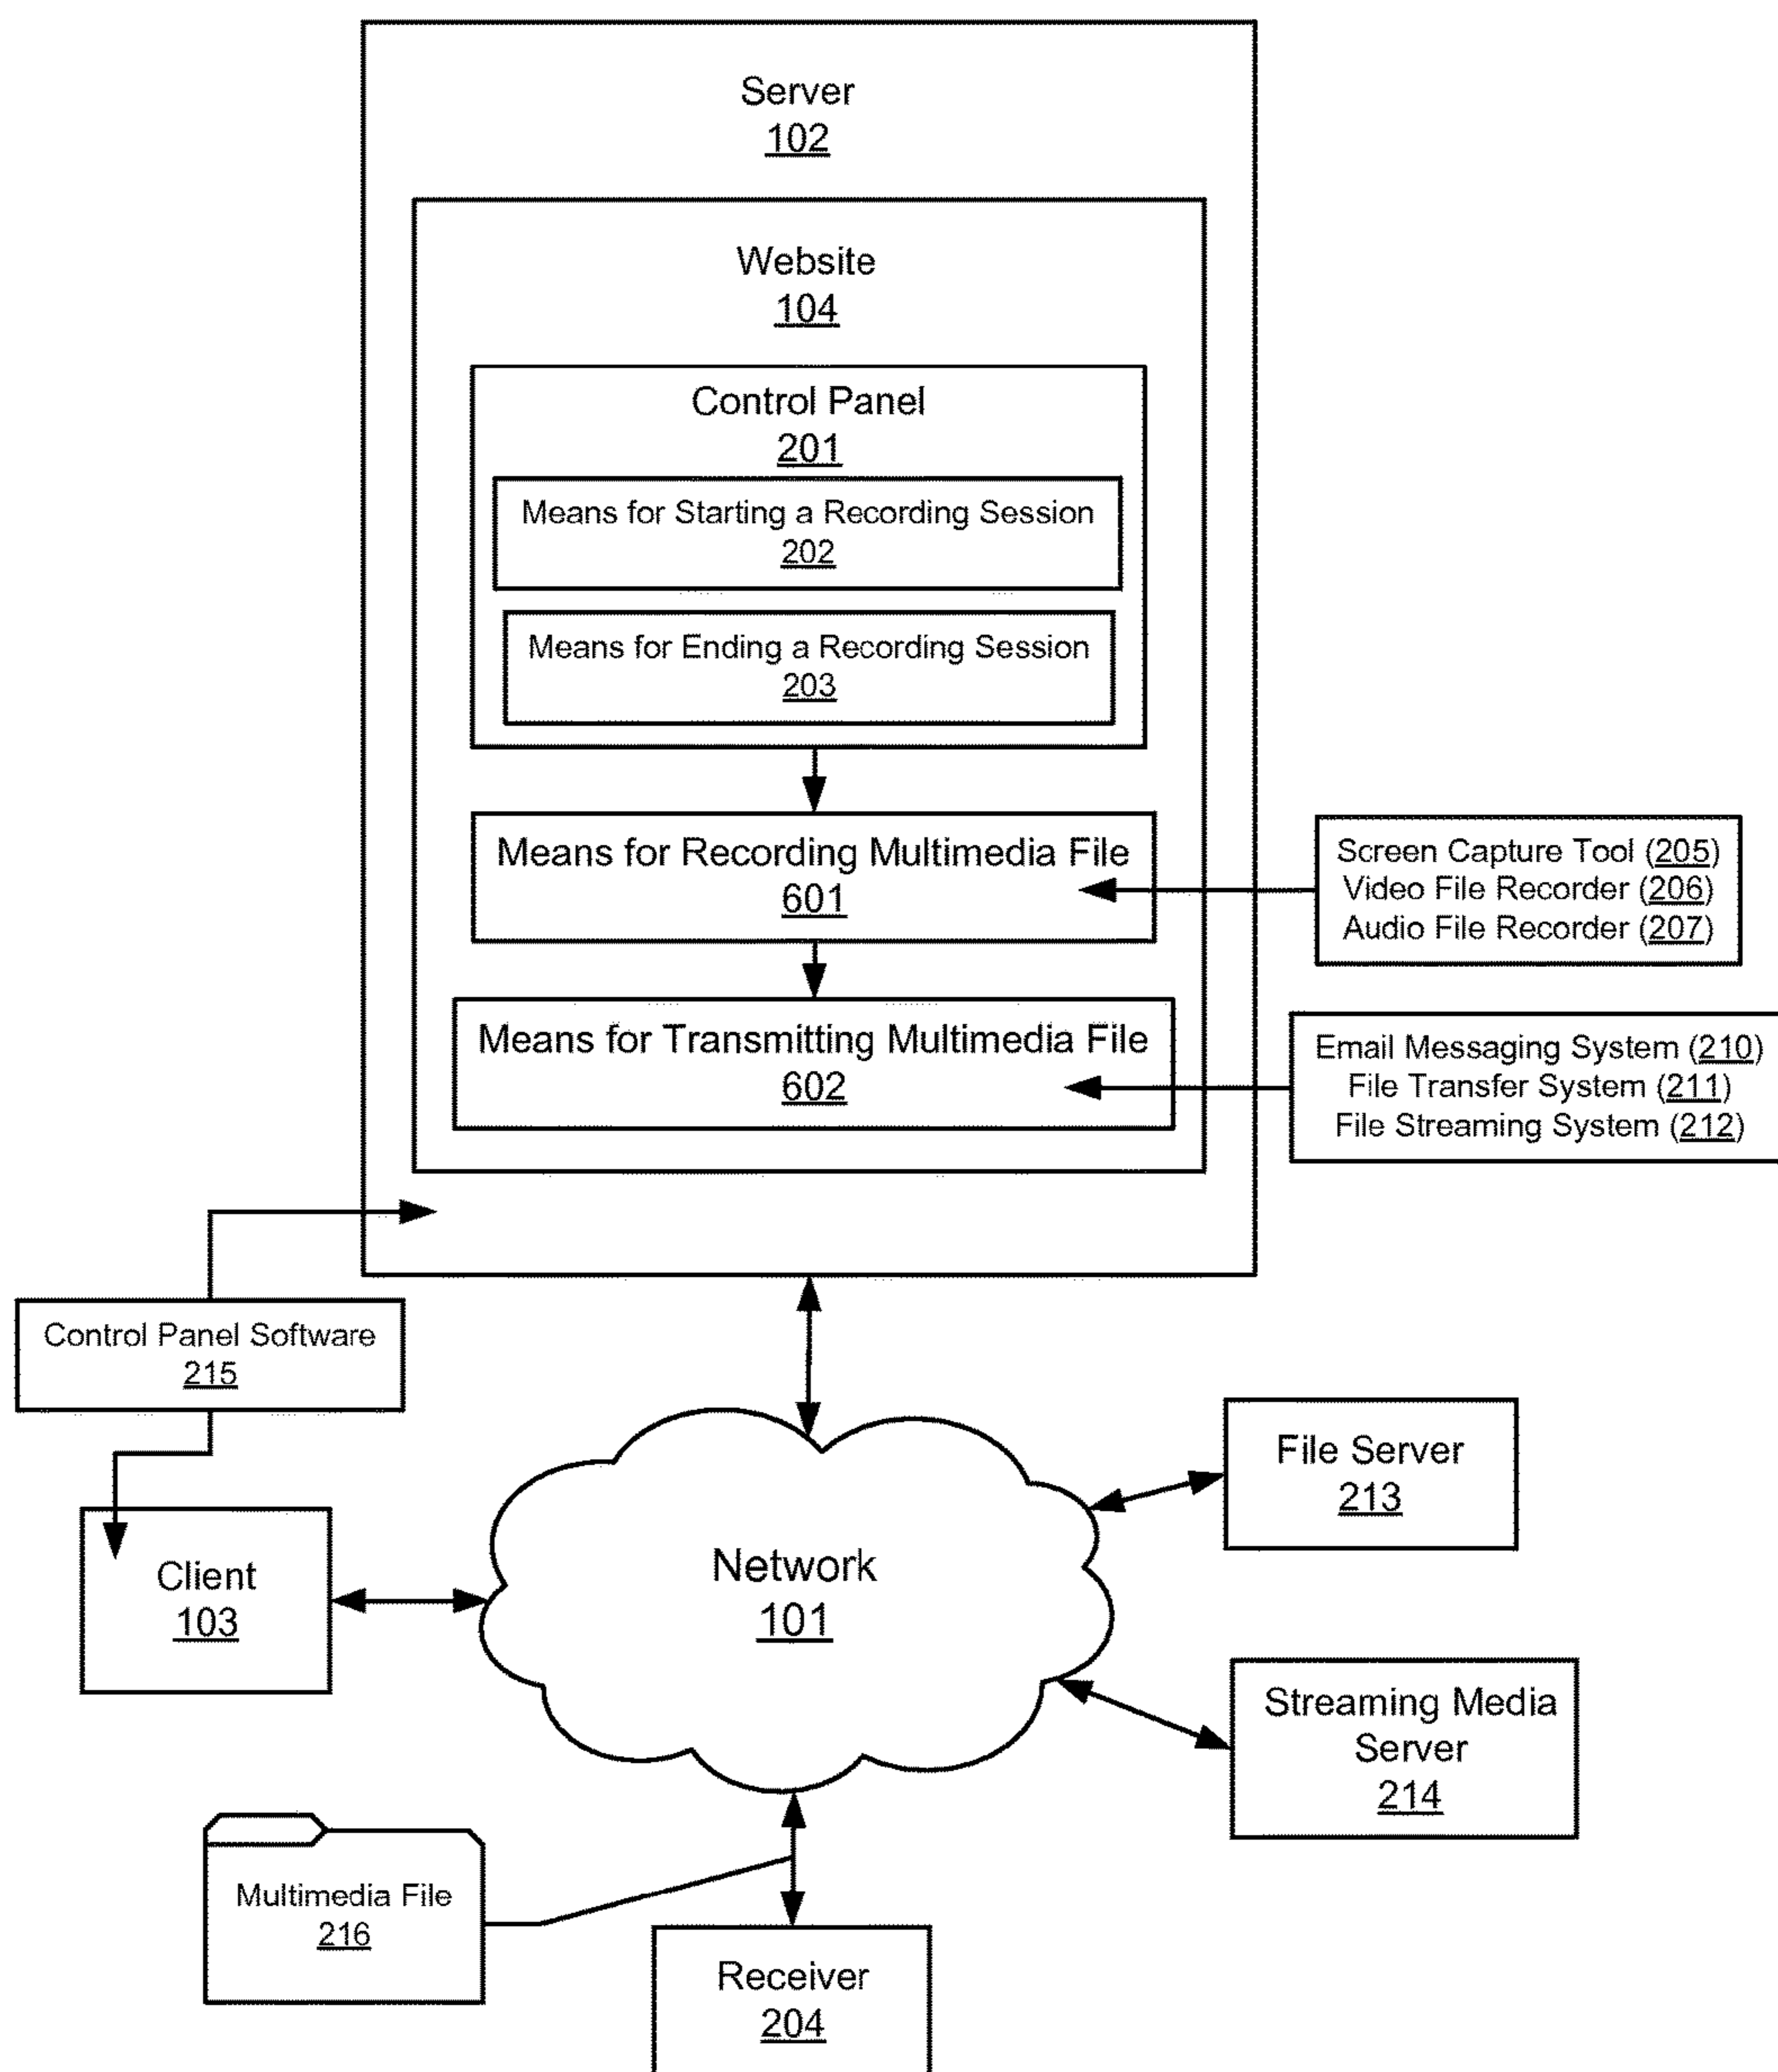 Server
102
Website
104
Control Panel
201
Means for Starting a Recording Session
202
Means for Ending a Recording Session
203
Means for Recording Multimedia File
601
Screen Capture Tool (205)
Video File Recorder (206)
Audio File Recorder (207)
Means for Transmitting Multimedia File
602
Email Messaging System (210)
File Transfer System (211)
File Streaming System (212)
Control Panel Software
215
File Server
213
Client
103
Network
101
Streaming Media
Server
214
Multimedia File
216
Receiver
204